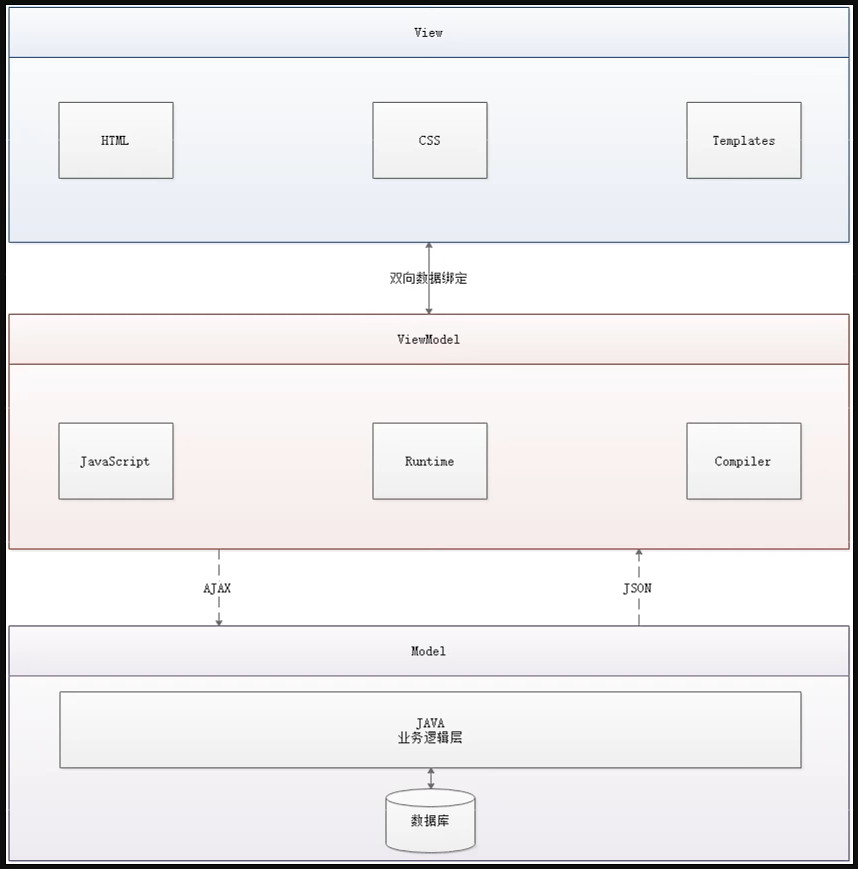 View
HTML
CSS
Templates
双向数据绑定
ViewModel
JavaScript
Runtime
Compiler
AJAX
JSON
Model
JAVA
业务逻辑层
数据库